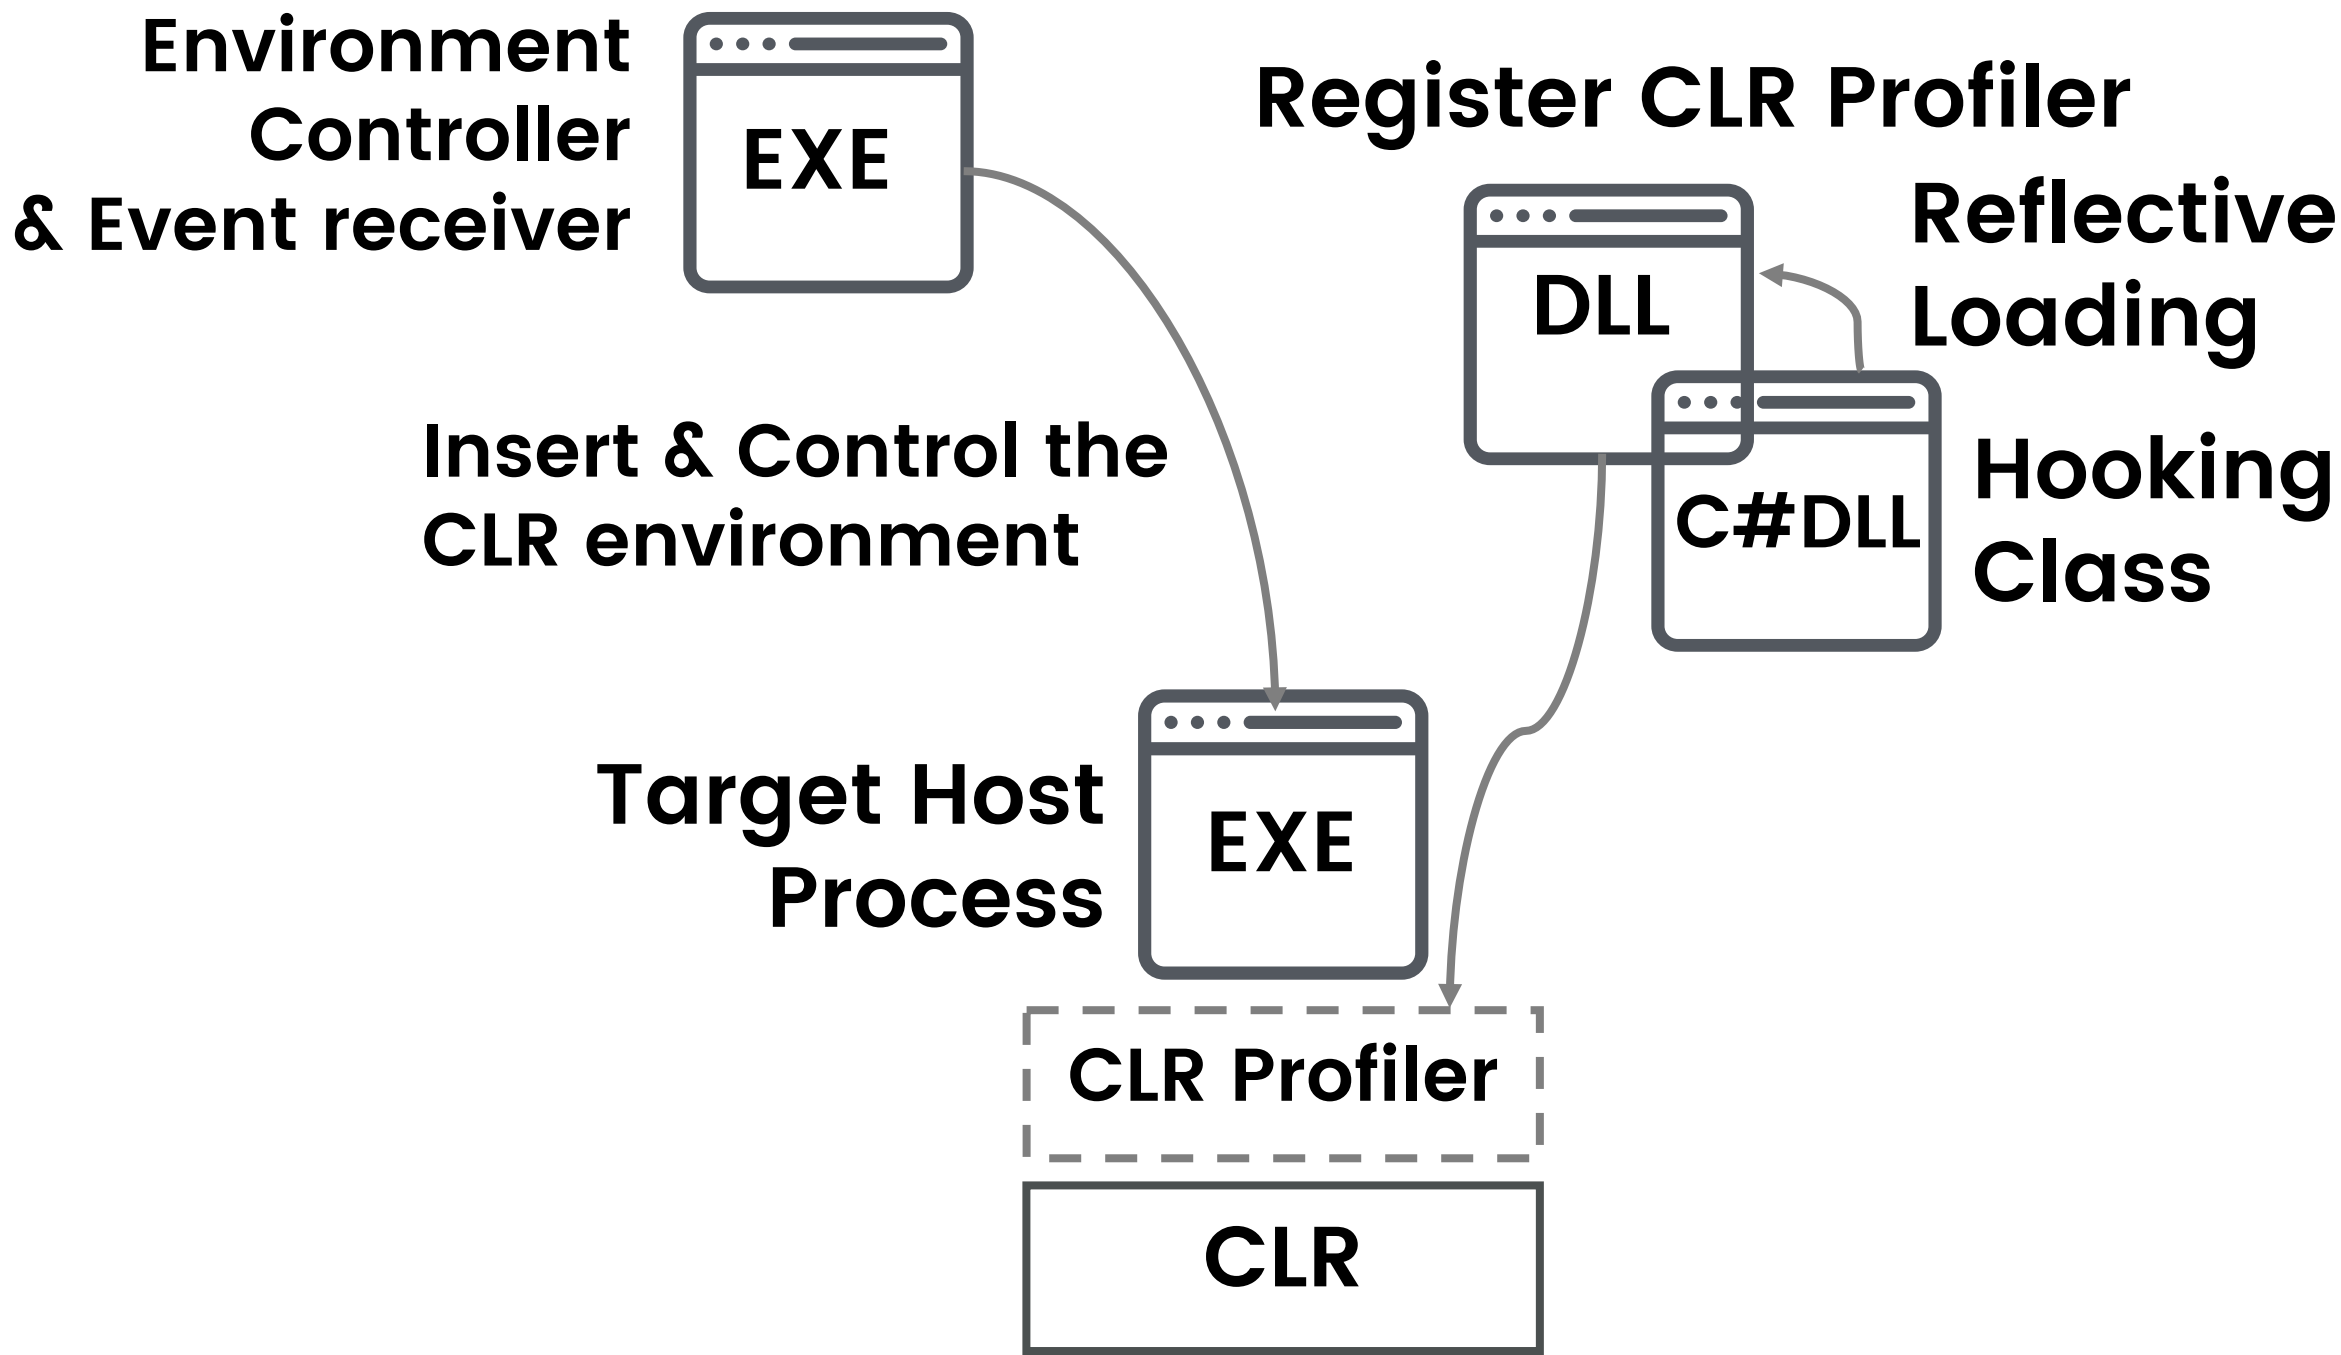 Environment
Controller
& Event receiver
EXE
Register CLR Profiler
Reflective
Loading
DLL
Hooking
Class
C#DLL
Insert & Control the
CLR environment
Target Host
Process
EXE
CLR Profiler
CLR